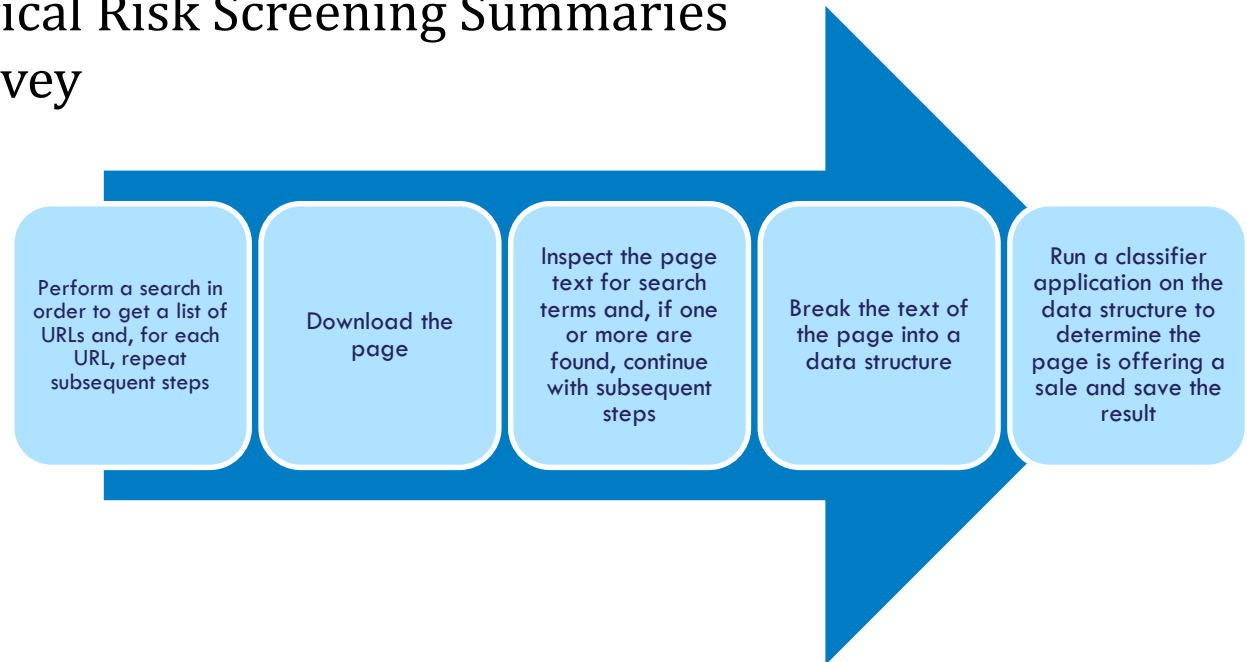 ical Risk Screening Summaries
vey
Perform a search in
order to get a list of
URLs and, for each
URL, repeat
subsequent steps
Download the
page
Inspect the page
text for search
terms and, if one
or more are
found, continue
with subsequent
steps
Break the text of
the page into a
data structure
Run a classifier
application on the
data structure to
determine the
page is offering a
sale and save the
result